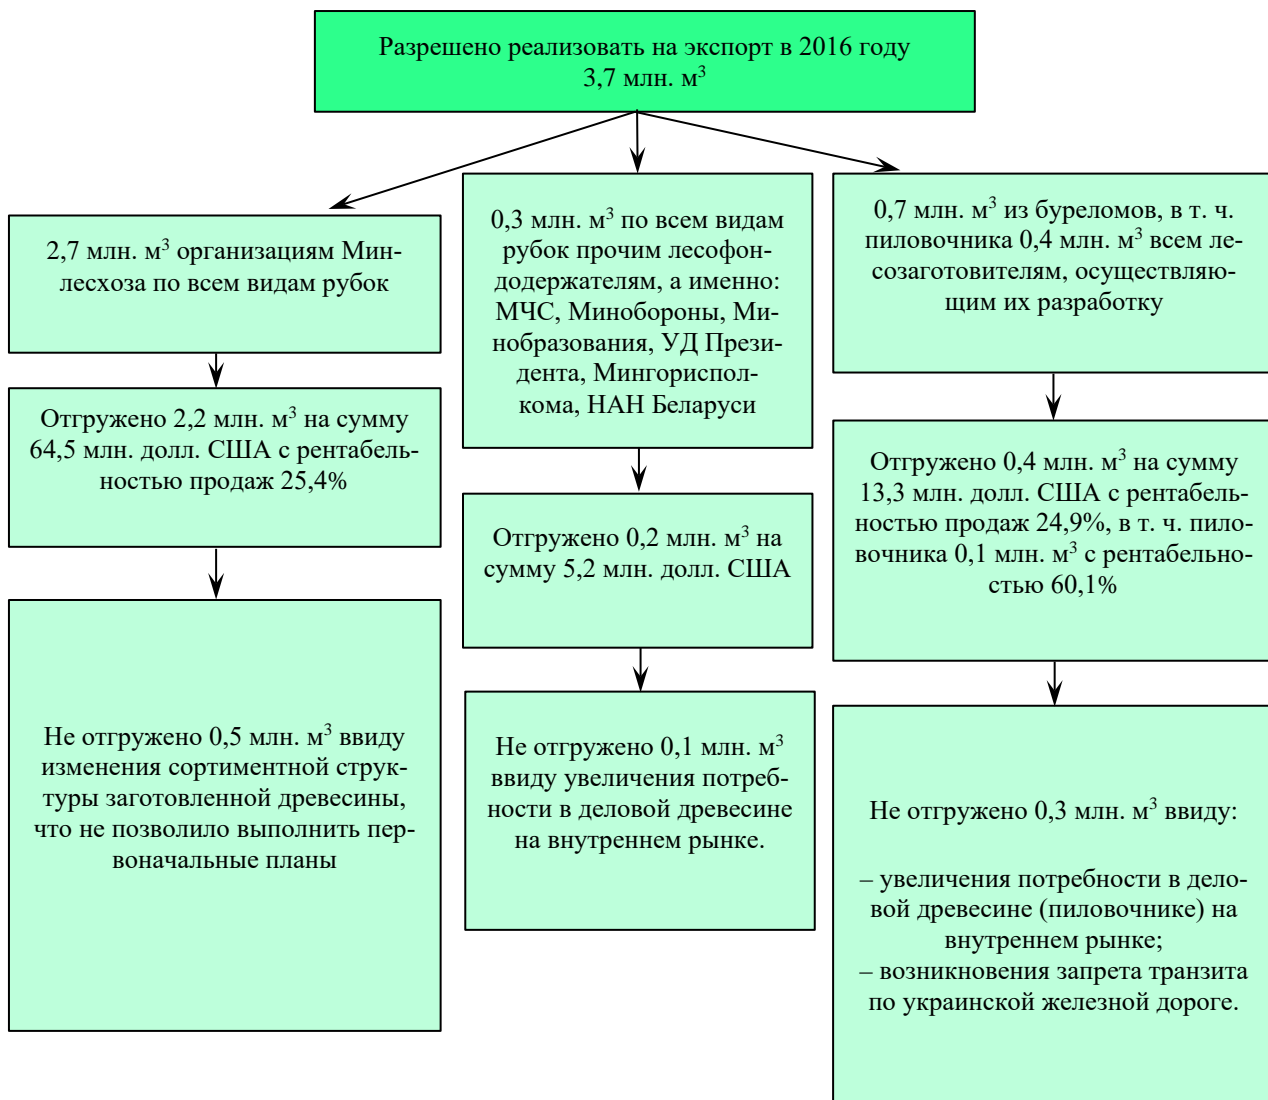 Разрешено реализовать на экспорт в 2016 году
3,7 млн. м³
2,7 млн. м³ организациям Мин-
лесхоза по всем видам рубок
Отгружено 2,2 млн. м³ на сумму
64,5 млн. долл. США с рентабель-
ностью продаж 25,4%
Не отгружено 0,5 млн. м³ ввиду
изменения сортиментной струк-
туры заготовленной древесины,
что не позволило выполнить пер-
воначальные планы
0,3 млн. м³ по всем видам
рубок прочим лесофон-
ддодержателям, а именно:
МЧС, Минобороны, Ми-
нобразования, УД Прези-
дента, Мингорисполкома-
кома, НАН Беларуси
Отгружено 0,2 млн. м³ на
сумму 5,2 млн. долл. США
Не отгружено 0,1 млн. м³
ввиду увеличения потреб-
ности в деловой древесине
на внутреннем рынке.
0,7 млн. м³ из буреломов, в т. ч.
пиловочника 0,4 млн. м³ всем ле-
созаготовителям, осуществляю-
щим их разработку
Отгружено 0,4 млн. м³ на сумму
13,3 млн. долл. США с рентабель-
ностью продаж 24,9%, в т. ч. пило-
вочника 0,1 млн. м³ с рентабельно-
стью 60,1%
Не отгружено 0,3 млн. м³ ввиду:
– увеличения потребности в дело-
вой древесине (пиловочнике) на
внутреннем рынке;
– возникновения запрета транзита
по украинской железной дороге.